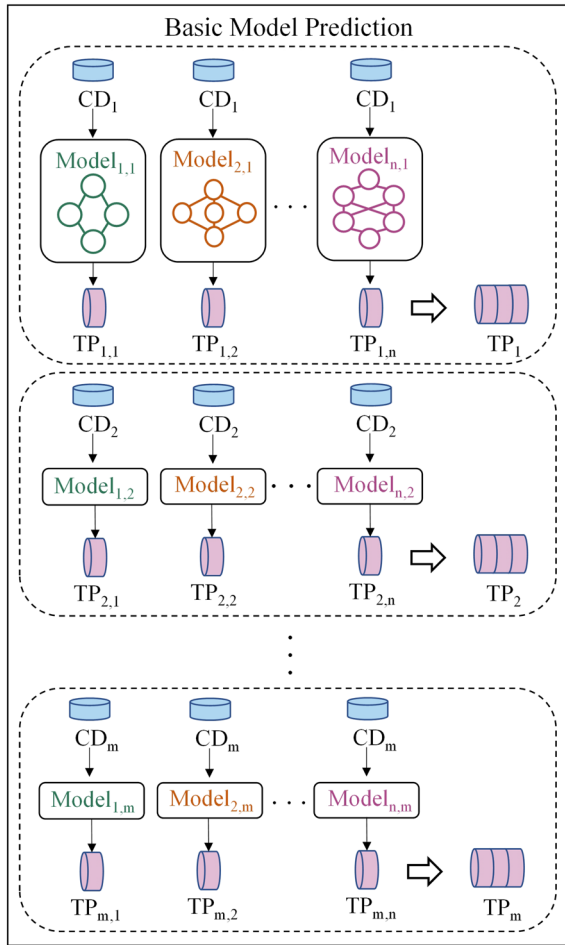 Basic Model Prediction
CD₁ CD₁ CD₁
Model₁,₁ Model₂,₁ Modelₙ,₁
. . .
TP₁,₁ TP₁,₂ TP₁,ₙ TP₁
CD₂ CD₂ CD₂
Model₁,₂ Model₂,₂ . . . Modelₙ,₂
TP₂,₁ TP₂,₂ TP₂,ₙ TP₂
. . .
CDₘ CDₘ CDₘ
Model₁,ₘ Model₂,ₘ . . . Modelₙ,ₘ
TPₘ,₁ TPₘ,₂ TPₘ,ₙ TPₘ